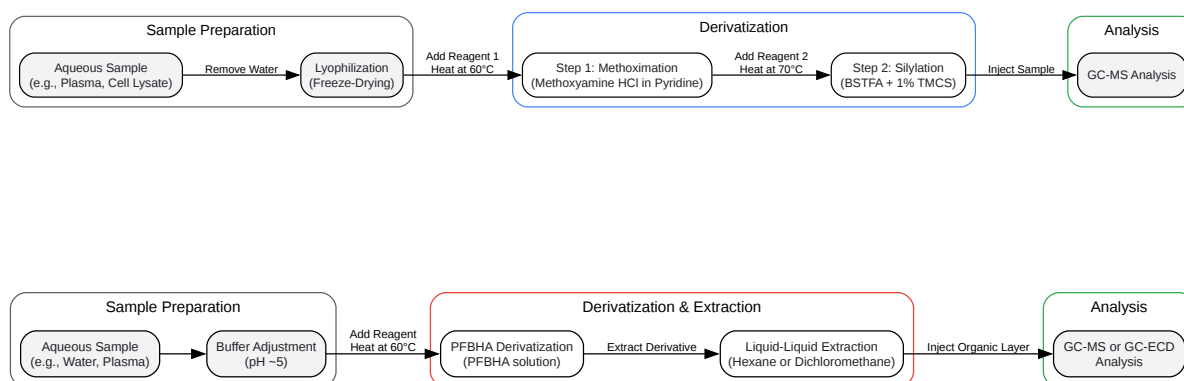 Sample Preparation
Derivatization
Analysis
Aqueous Sample
(e.g., Plasma, Cell Lysate)
Remove Water
Lyophilization
(Freeze-Drying)
Add Reagent 1
Heat at 60°C
Step 1: Methoximation
(Methoxyamine HCl in Pyridine)
Add Reagent 2
Heat at 70°C
Step 2: Silylation
(BSTFA + 1% TMCS)
Inject Sample
GC-MS Analysis
Sample Preparation
Derivatization & Extraction
Analysis
Aqueous Sample
(e.g., Water, Plasma)
Buffer Adjustment
(pH ~5)
Add Reagent
Heat at 60°C
PFBHA Derivatization
(PFBHA solution)
Extract Derivative
Liquid-Liquid Extraction
(Hexane or Dichloromethane)
Inject Organic Layer
GC-MS or GC-ECD
Analysis